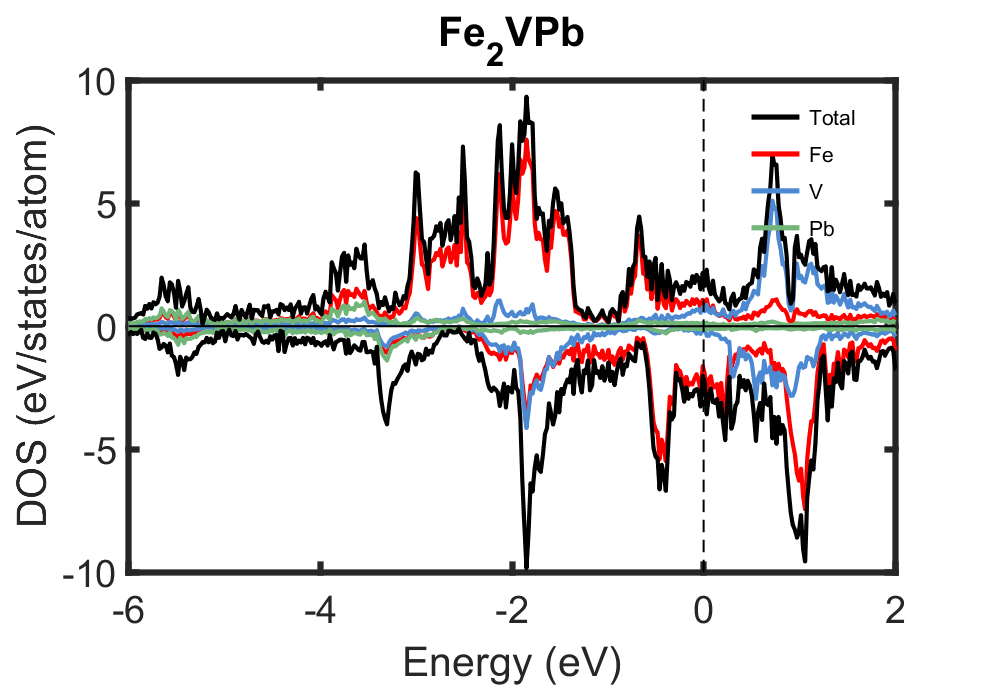 Fe2VPb
10
5
0
-5
-10
DOS (eV/states/atom)
Total
Fe
V
Pb
-6 -4 -2 0 2
Energy (eV)